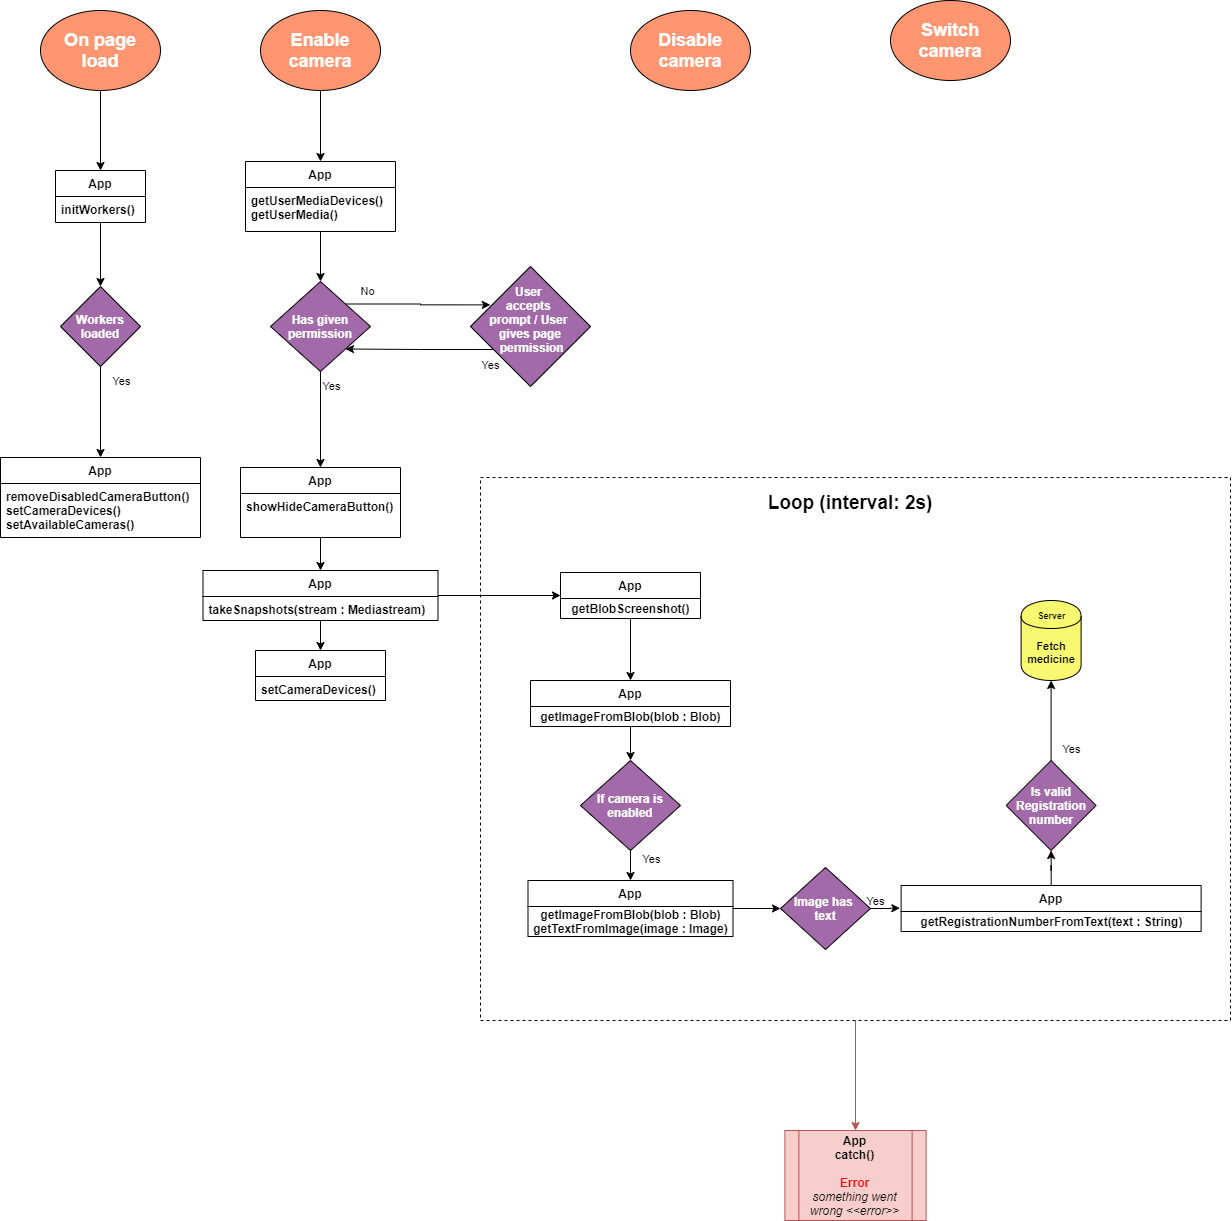 On page
load
Enable
camera
Disable
camera
Switch
camera
App
initWorkers()
Workers
loaded
Yes
App
removeDisabledCameraButton()
setCameraDevices()
setAvailableCameras()
App
getUserMediaDevices()
getUserMedia()
Has given
permission
No
User
accepts
prompt / User
gives page
permission
Yes
Yes
App
showHideCameraButton()
App
takeSnapshots(stream : Mediastream)
App
setCameraDevices()
Loop (interval: 2s)
App
getBlobScreenshot()
App
getImageFromBlob(blob : Blob)
If camera is
enabled
Yes
App
getImageFromBlob(blob : Blob)
getTextFromImage(image : Image)
Image has
text
Yes
App
getRegistrationNumberFromText(text : String)
Is valid
Registration
number
Yes
Server
Fetch
medicine
App
catch()
Error
something went
wrong <<error>>